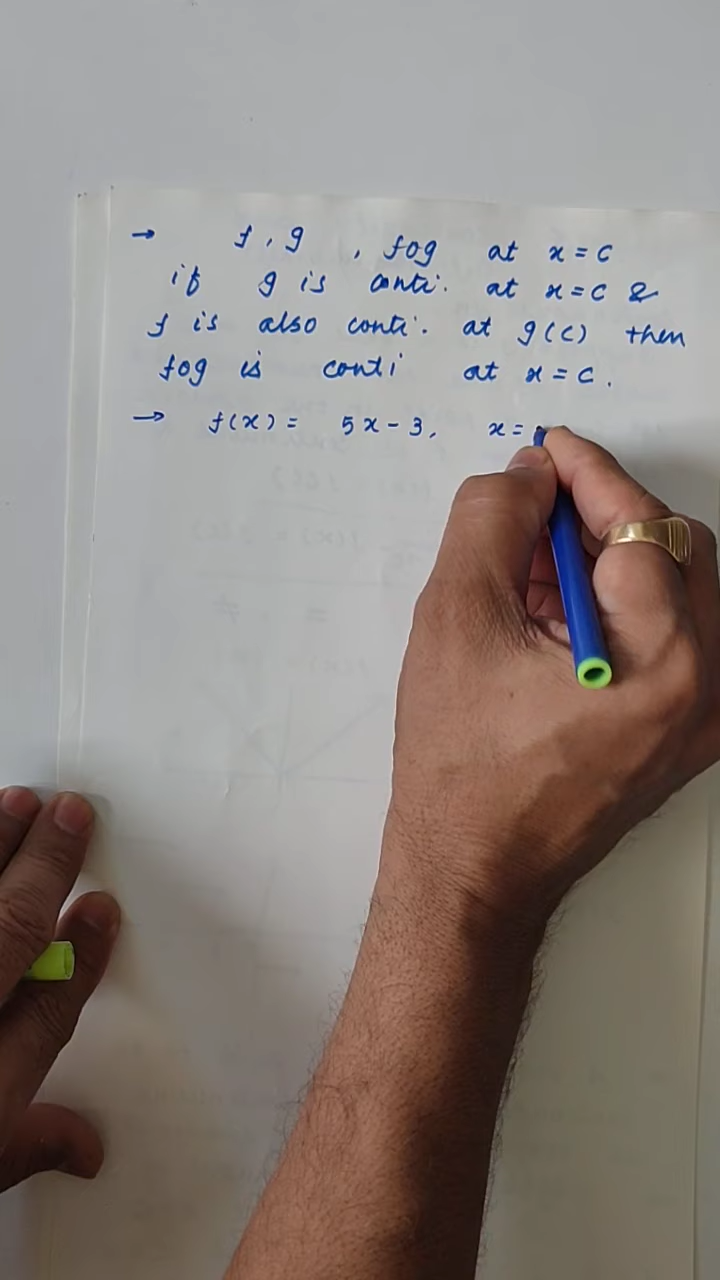 → f, g , fog at x = c
if g is conti. at x = c &
f is also conti. at g(c) then
fog is conti at x = c.
→ f(x) = 5x - 3, x =